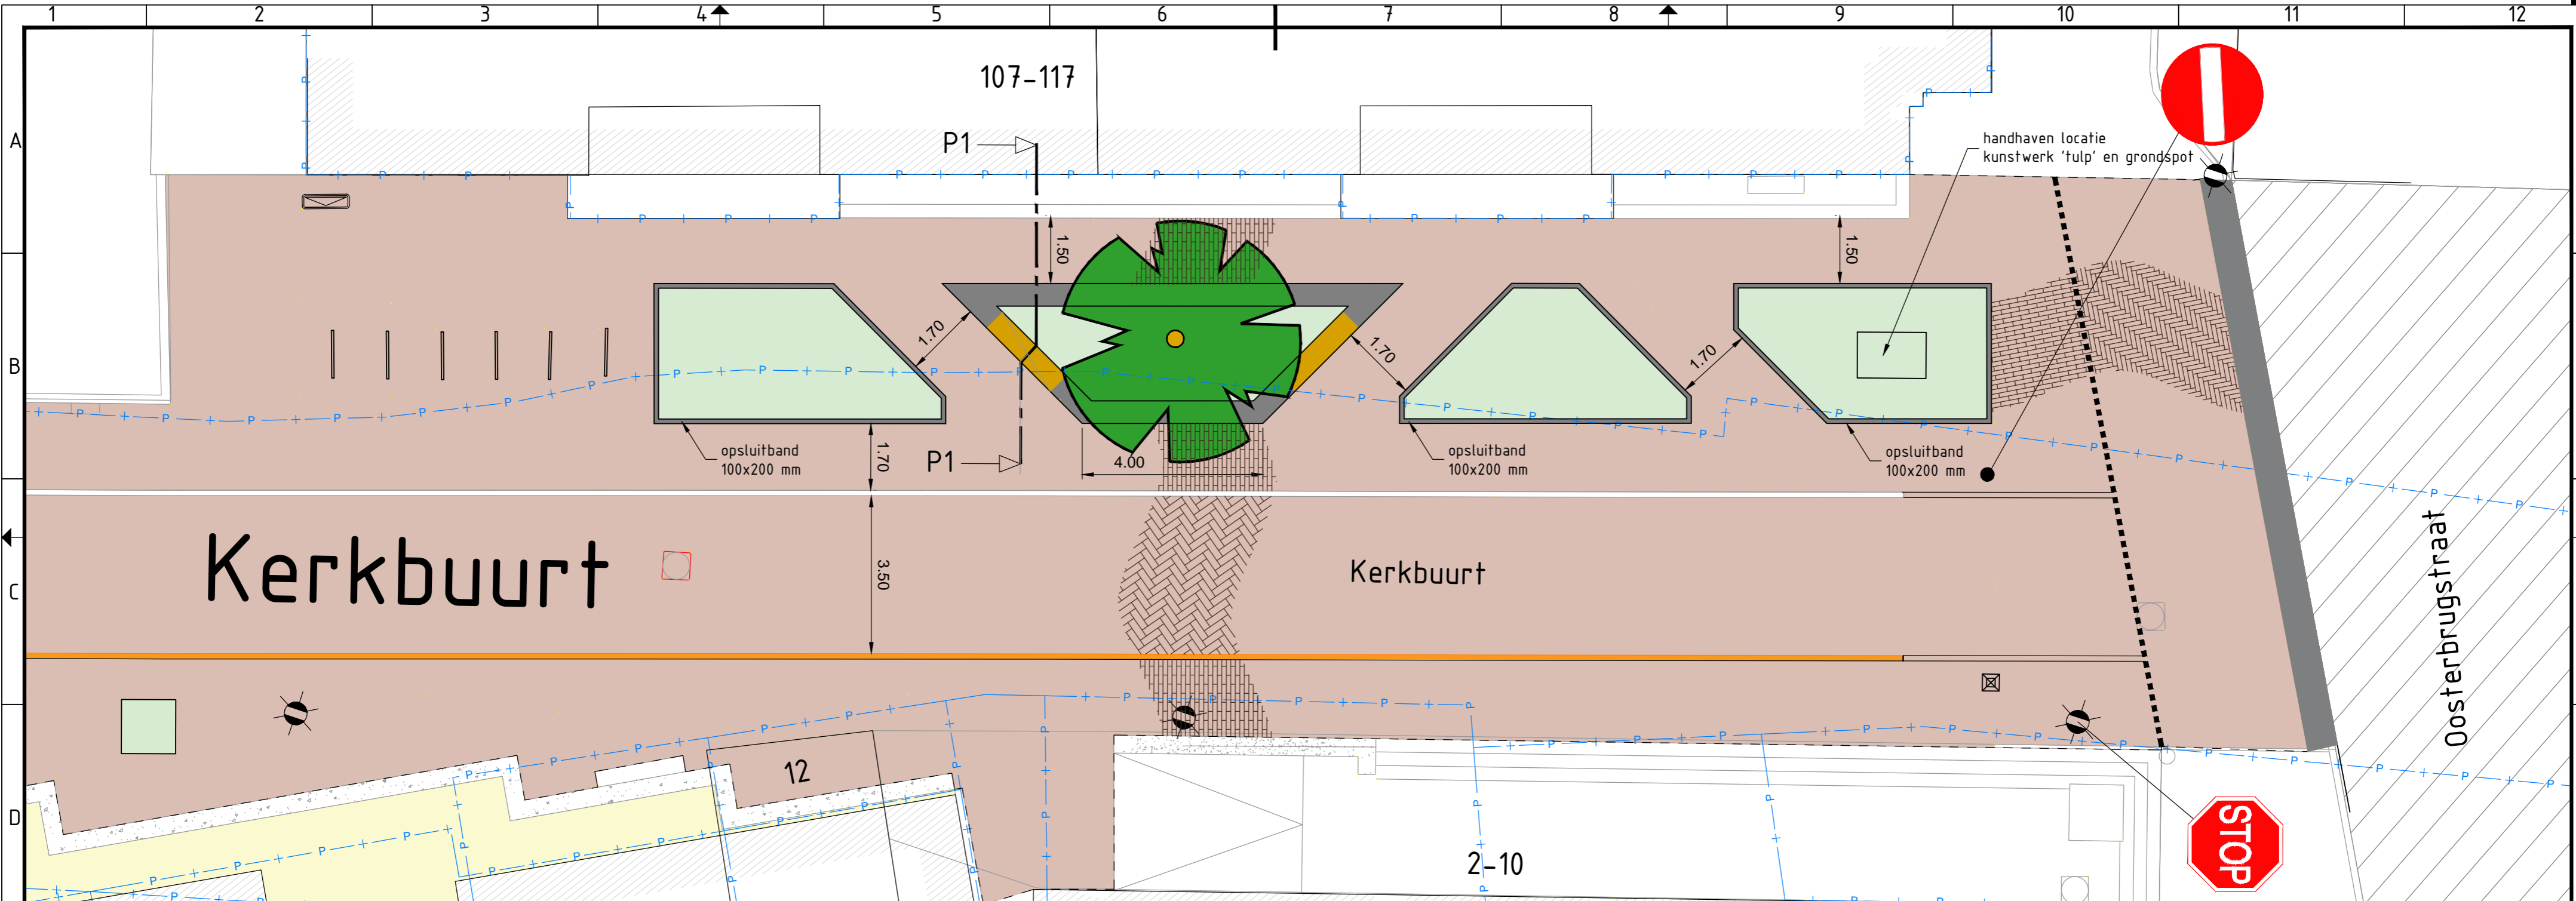 1 2 3 4 5 6 7 8 9 10 11 12
A
B
C
D
107-117
P1
handhaven locatie
kunstwerk 'tulp' en grondspot
1.50
1.50
1.70
1.70
1.70
opsluitband
100x200 mm
1.70
P1
4.00
opsluitband
100x200 mm
opsluitband
100x200 mm
Kerkbuurt
3.50
Kerkbuurt
Oosterbrugstraat
12
2-10
STOP